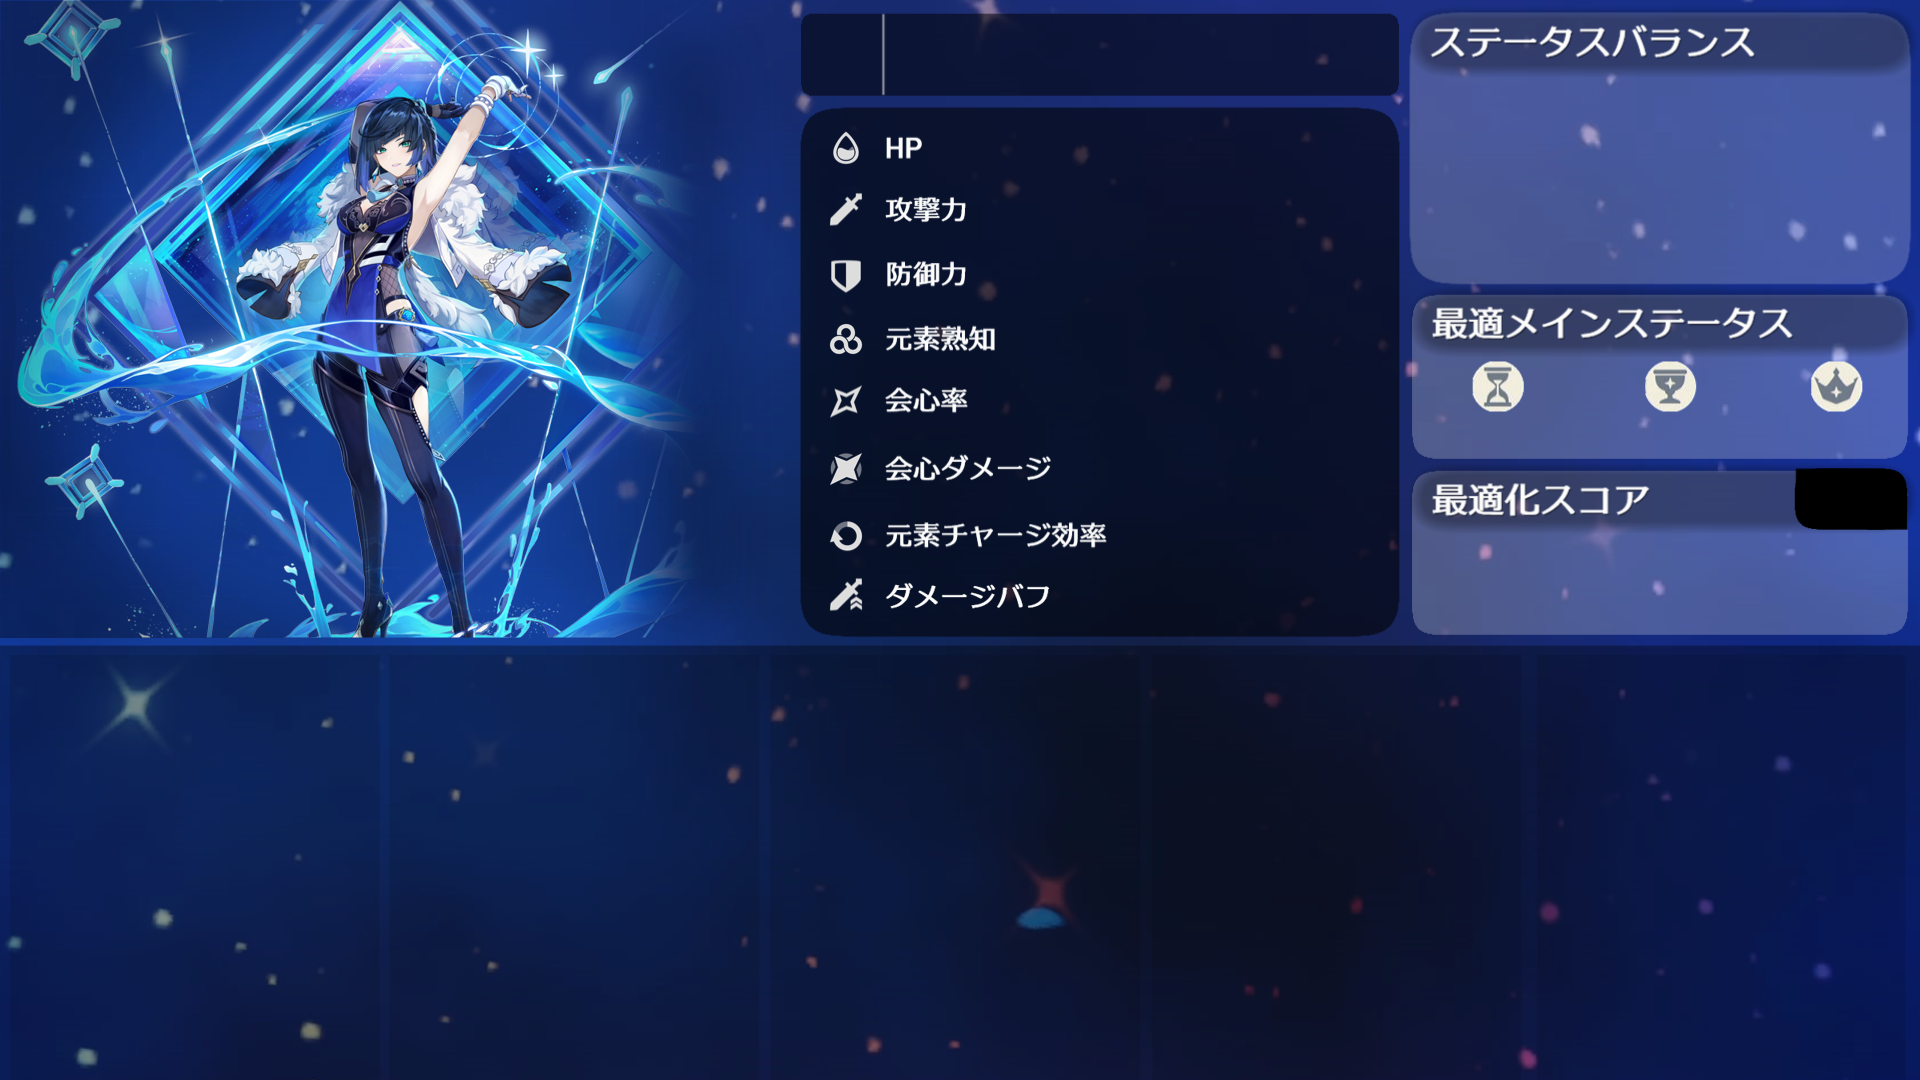 HP
攻撃力
防御力
元素熟知
会心率
会心ダメージ
元素チャージ効率
ダメージバフ
ステータスバランス
最適メインステータス
最適化スコア